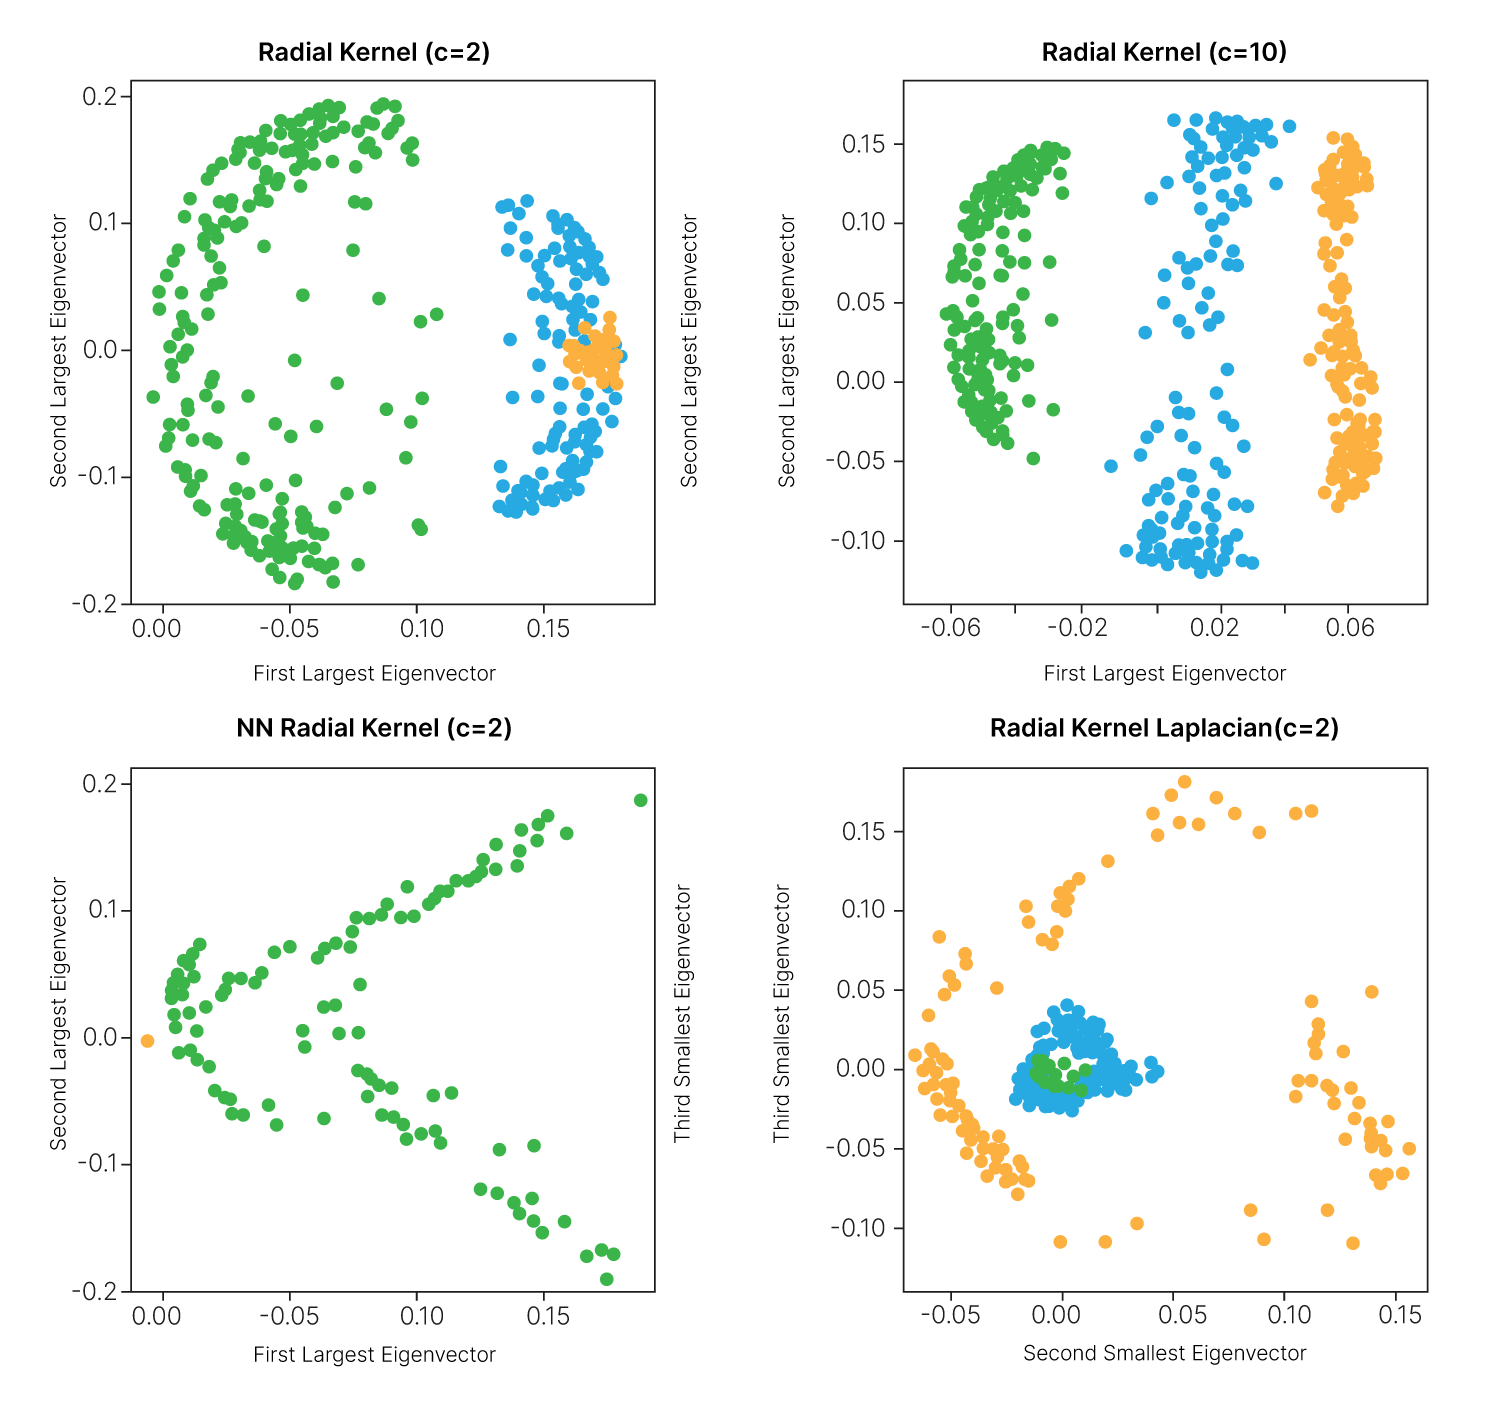 Radial Kernel (c=2)
Second Largest Eigenvector
0.2
0.1
0.0
-0.1
-0.2
0.00
-0.05
0.10
0.15
First Largest Eigenvector
Second Largest Eigenvector
Radial Kernel (c=10)
Second Largest Eigenvector
0.15
0.10
0.05
0.00
-0.05
-0.10
-0.06
-0.02
0.02
0.06
First Largest Eigenvector
NN Radial Kernel (c=2)
Second Largest Eigenvector
0.2
0.1
0.0
-0.1
-0.2
0.00
-0.05
0.10
0.15
First Largest Eigenvector
Third Smallest Eigenvector
Radial Kernel Laplacian(c=2)
Third Smallest Eigenvector
0.15
0.10
0.05
0.00
-0.05
-0.10
-0.05
0.00
0.05
0.10
0.15
Second Smallest Eigenvector